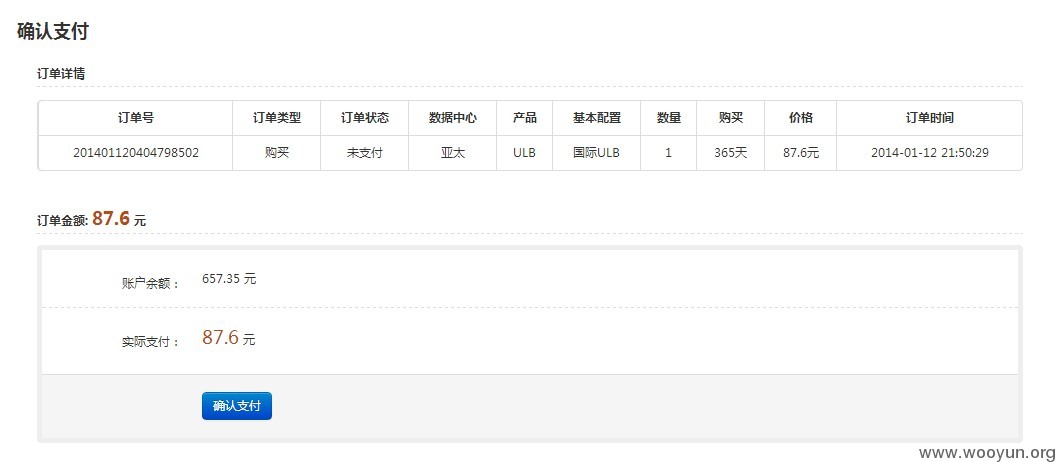 确认支付
订单详情
订单号 订单类型 订单状态 数据中心 产品 基本配置 数量 购买 价格 订单时间
201401120404798502 购买 未支付 亚太 ULB 国际ULB 1 365天 87.6元 2014-01-12 21:50:29
订单金额: 87.6 元
账户余额： 657.35 元
实际支付： 87.6 元
确认支付
www.wooyun.org